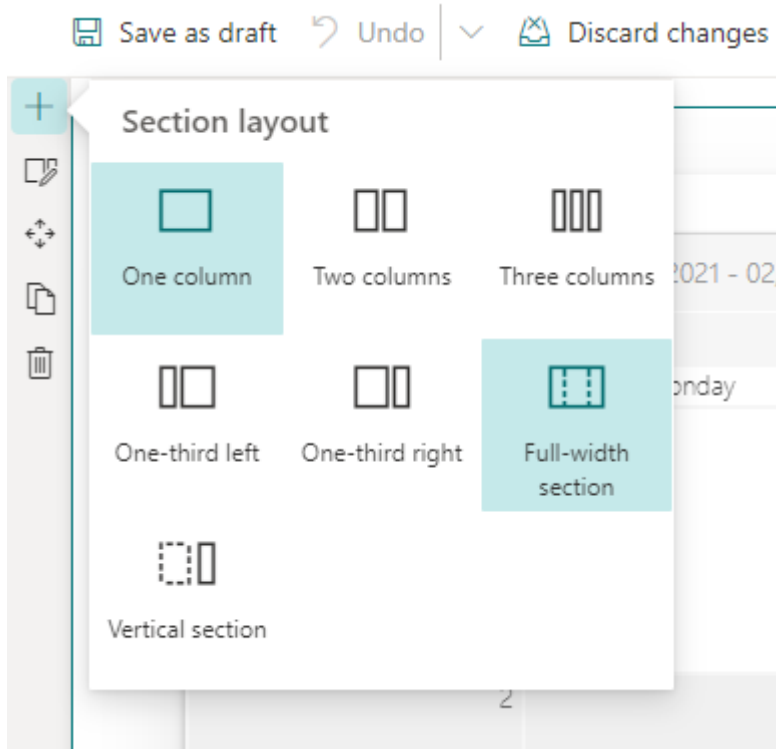 Save as draft Undo Discard changes
Section layout
One column Two columns Three columns
2021 - 02
One-third left One-third right Full-width
section
Vertical section
2